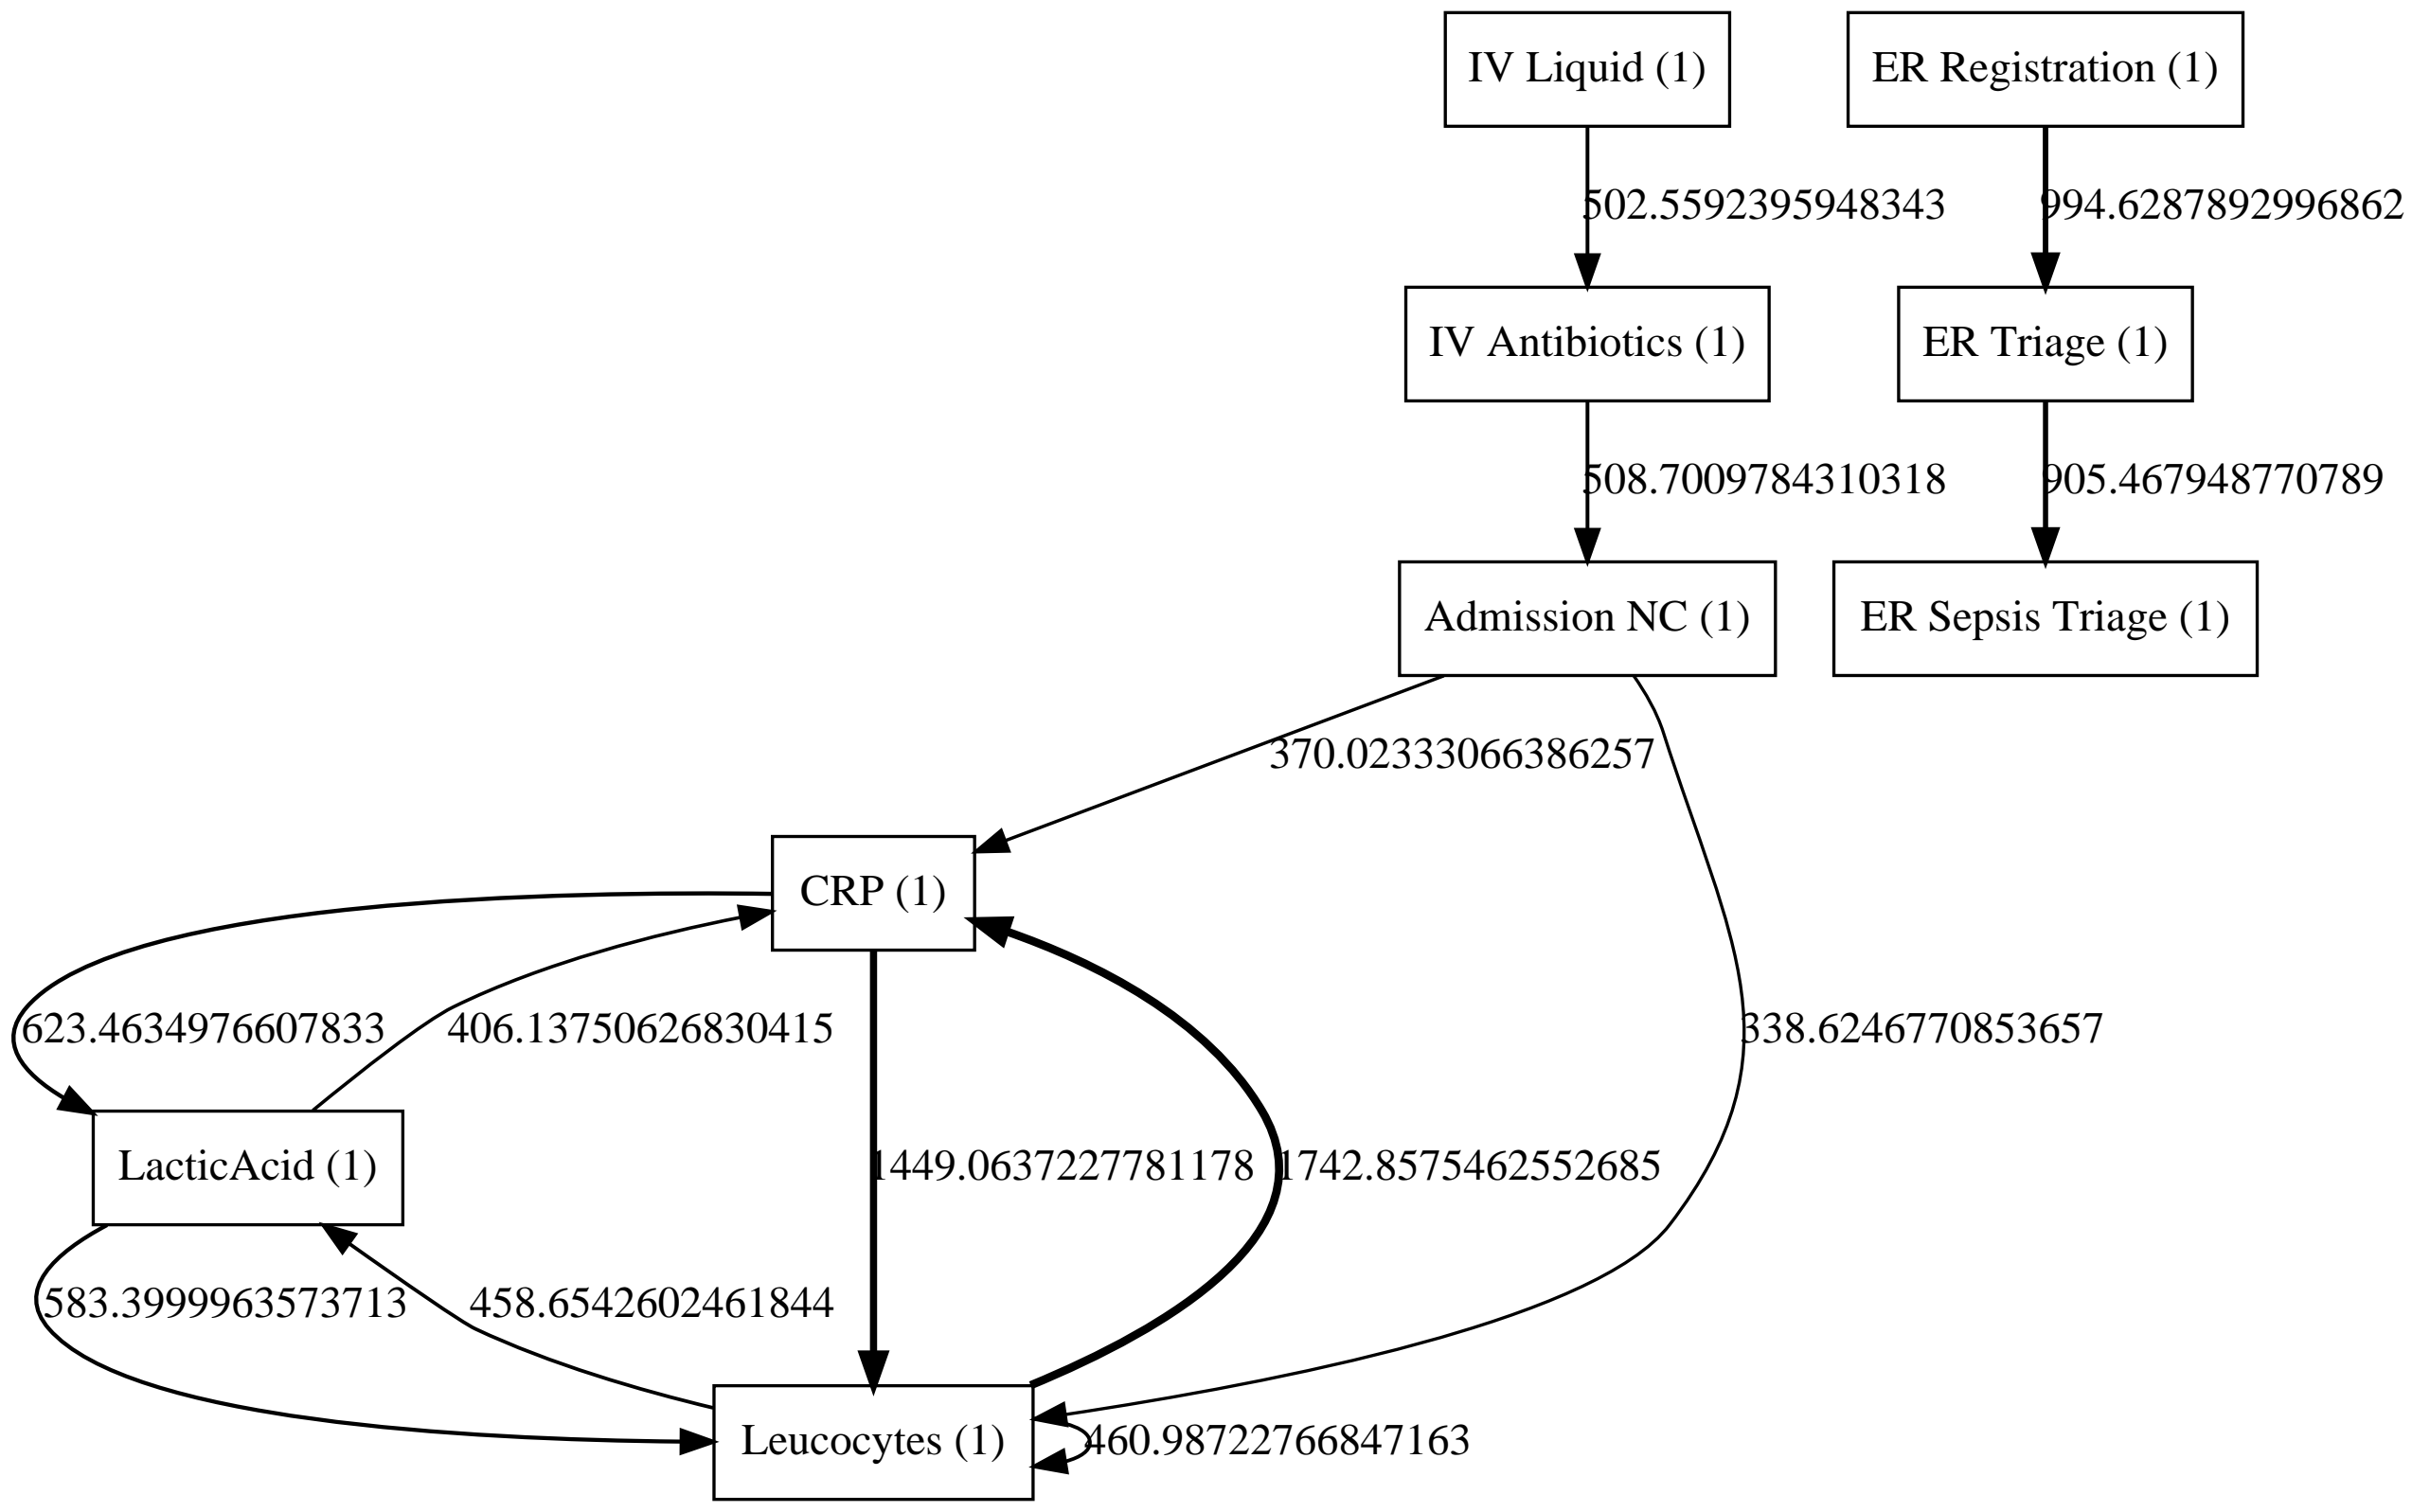 IV Liquid (1)
ER Registration (1)
502.5592395948343
994.6287892996862
IV Antibiotics (1)
ER Triage (1)
508.7009784310318
905.467948770789
Admission NC (1)
ER Sepsis Triage (1)
370.02333066386257
CRP (1)
623.4634976607833
406.13750626830415
338.6246770853657
LacticAcid (1)
1449.0637227781178
1742.8575462552685
583.3999963573713
458.6542602461844
Leucocytes (1)
460.98722766847163